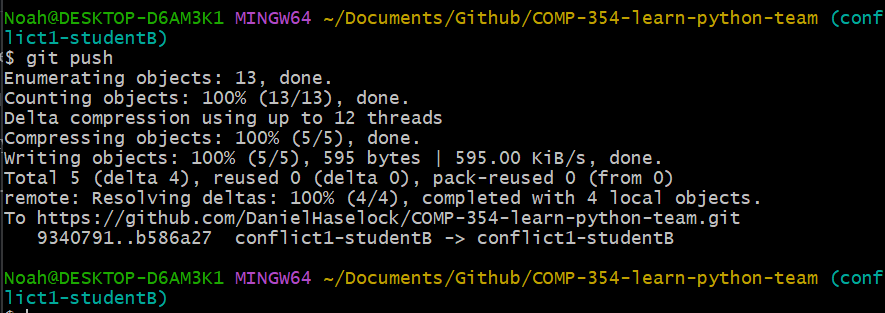 Noah@DESKTOP-D6AM3K1 MINGW64 ~/Documents/Github/COMP-354-learn-python-team (conf
lict1-studentB)
$ git push
Enumerating objects: 13, done.
Counting objects: 100% (13/13), done.
Delta compression using up to 12 threads
Compressing objects: 100% (5/5), done.
Writing objects: 100% (5/5), 595 bytes | 595.00 KiB/s, done.
Total 5 (delta 4), reused 0 (delta 0), pack-reused 0 (from 0)
remote: Resolving deltas: 100% (4/4), completed with 4 local objects.
To https://github.com/DanielHaselock/COMP-354-learn-python-team.git
   9340791..b586a27  conflict1-studentB -> conflict1-studentB

Noah@DESKTOP-D6AM3K1 MINGW64 ~/Documents/Github/COMP-354-learn-python-team (conf
lict1-studentB)
$